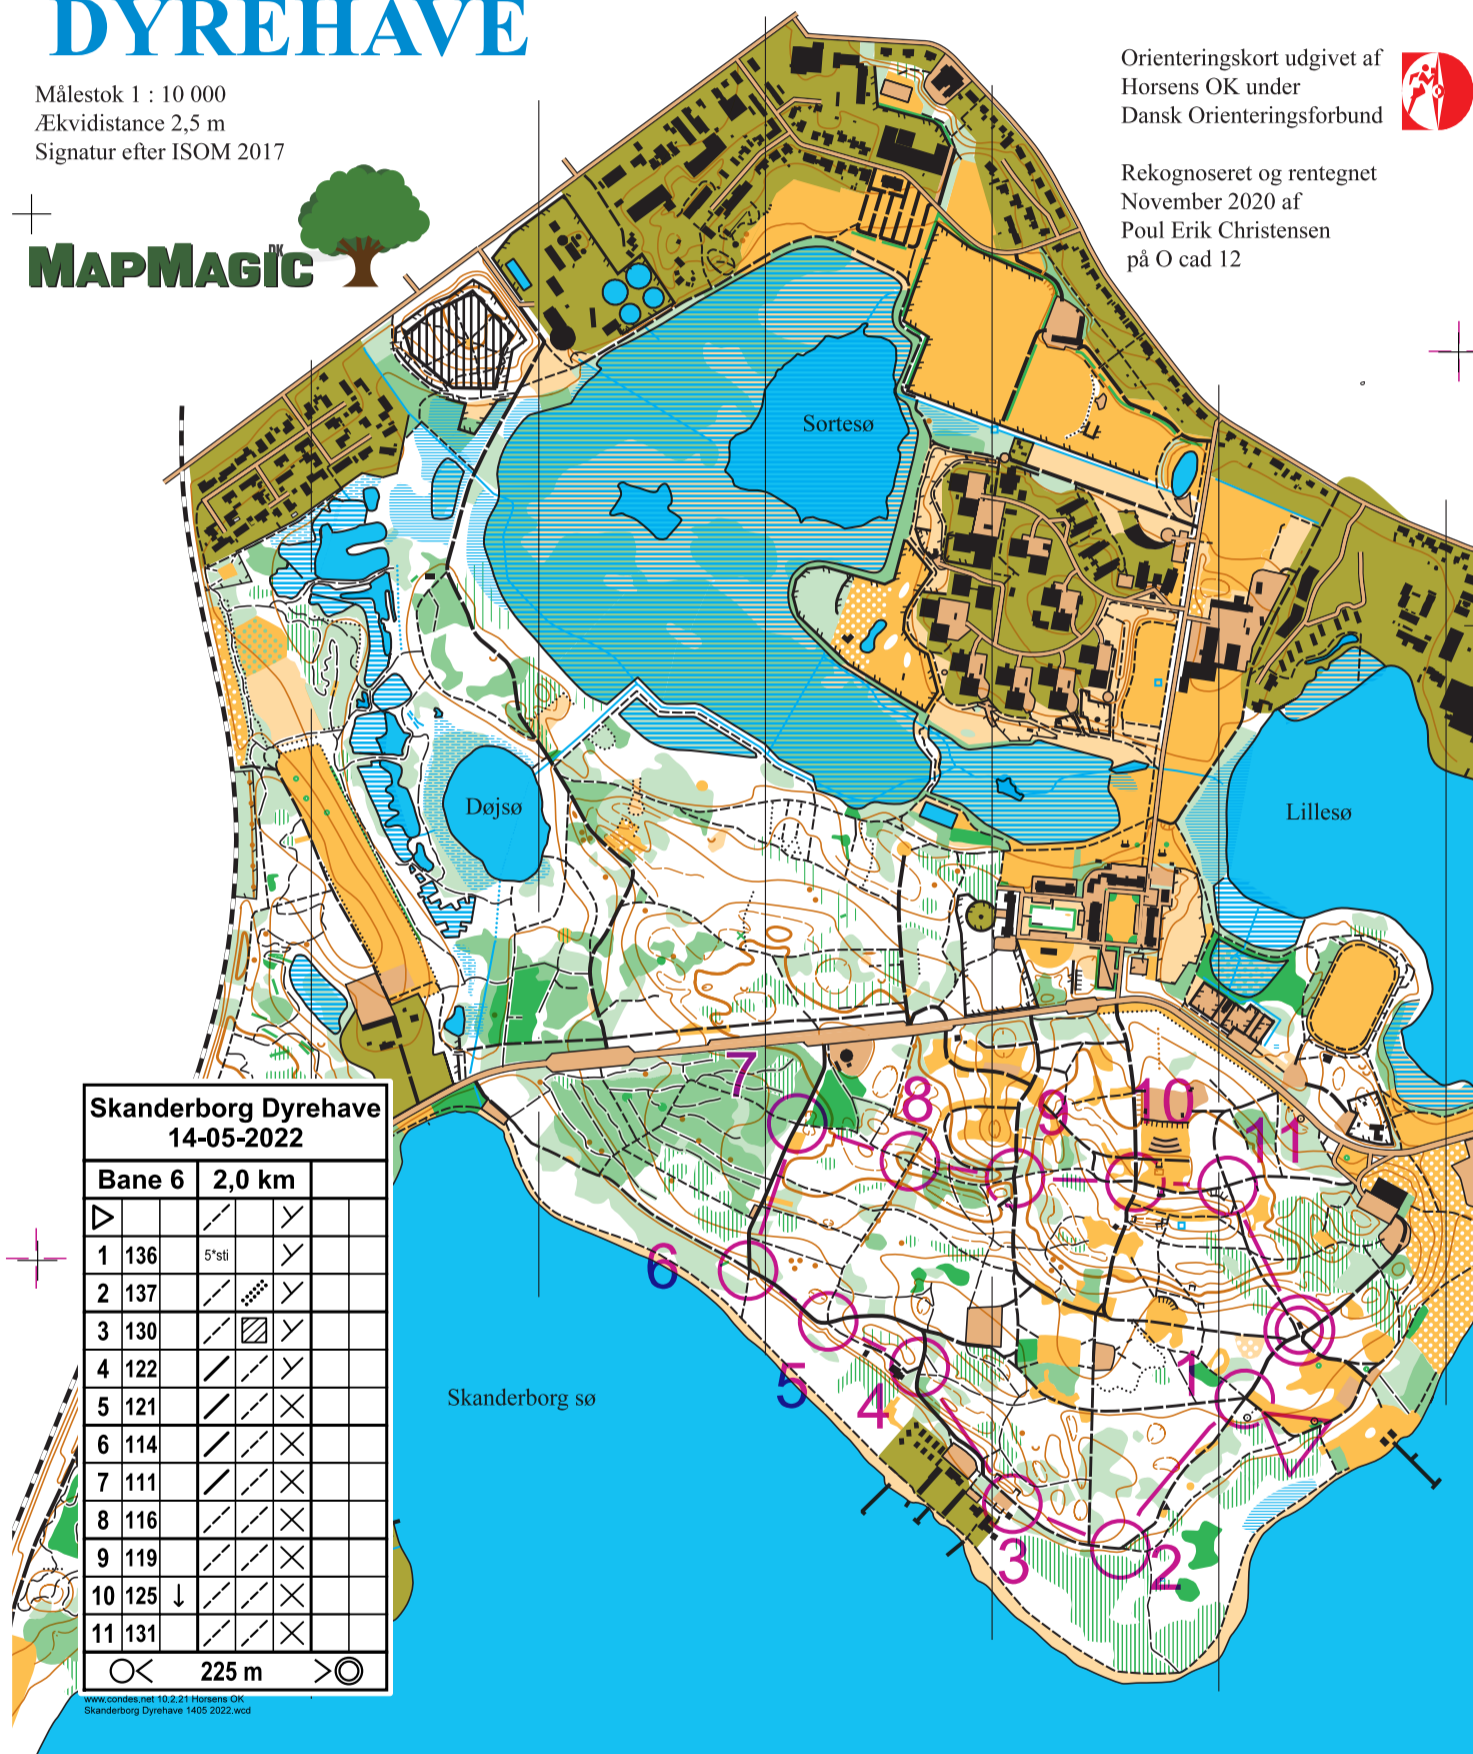 DYREHAVE
Målestok 1 : 10 000
Ækvidistance 2,5 m
Signatur efter ISOM 2017
MAPMAGIC
DK
Orienteringskort udgivet af
Horsens OK under
Dansk Orienteringsforbund
Rekognoseret og rentegnet
November 2020 af
Poul Erik Christensen
på O cad 12
Sortesø
Døjsø
Lillesø
Skanderborg sø
7
8
9
10
11
6
5
4
1
3
2
Skanderborg Dyrehave
14-05-2022
Bane 6 2,0 km
1 136 5*sti
2 137
3 130
4 122
5 121
6 114
7 111
8 116
9 119
10 125
11 131
225 m
www.condes.net 10.2.21 Horsens OK
Skanderborg Dyrehave 1405 2022.wcd